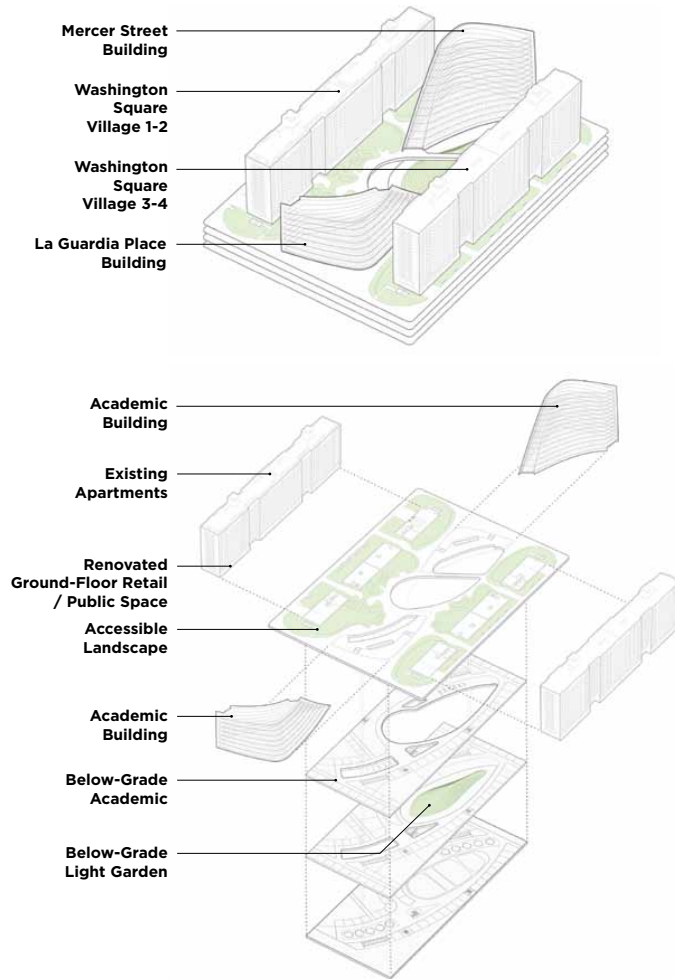 Mercer Street
Building
Washington
Square
Village 1-2
Washington
Square
Village 3-4
La Guardia Place
Building
Academic
Building
Existing
Apartments
Renovated
Ground-Floor Retail
/ Public Space
Accessible
Landscape
Academic
Building
Below-Grade
Academic
Below-Grade
Light Garden